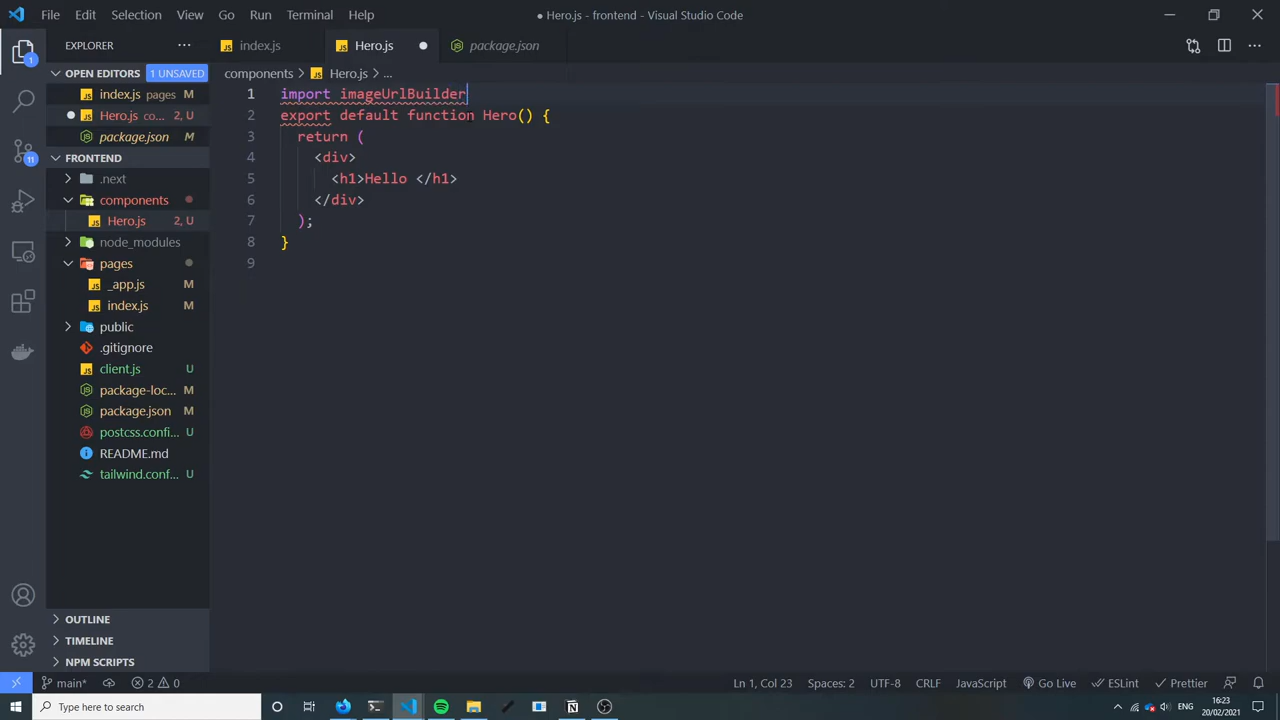 File Edit Selection View Go Run Terminal Help
● Hero.js - frontend - Visual Studio Code
EXPLORER
index.js
Hero.js
package.json
OPEN EDITORS 1 UNSAVED
index.js pages M
Hero.js co... 2, U
package.json
FRONTEND
.next
components
Hero.js 2, U
node_modules
pages
_app.js M
index.js M
public
.gitignore
client.js U
package-loc... M
package.json M
postcss.confi... U
README.md
tailwind.conf... U
OUTLINE
TIMELINE
NPM SCRIPTS
1
11
components > Hero.js > ...
1 import imageUrlBuilder
2 export default function Hero() {
3 return (
4 <div>
5 <h1>Hello </h1>
6 </div>
7 );
8 }
9
main* 2 0
Ln 1, Col 23 Spaces: 2 UTF-8 CRLF JavaScript Go Live ESLint Prettier
Type here to search
ENG
16:23
20/02/2021